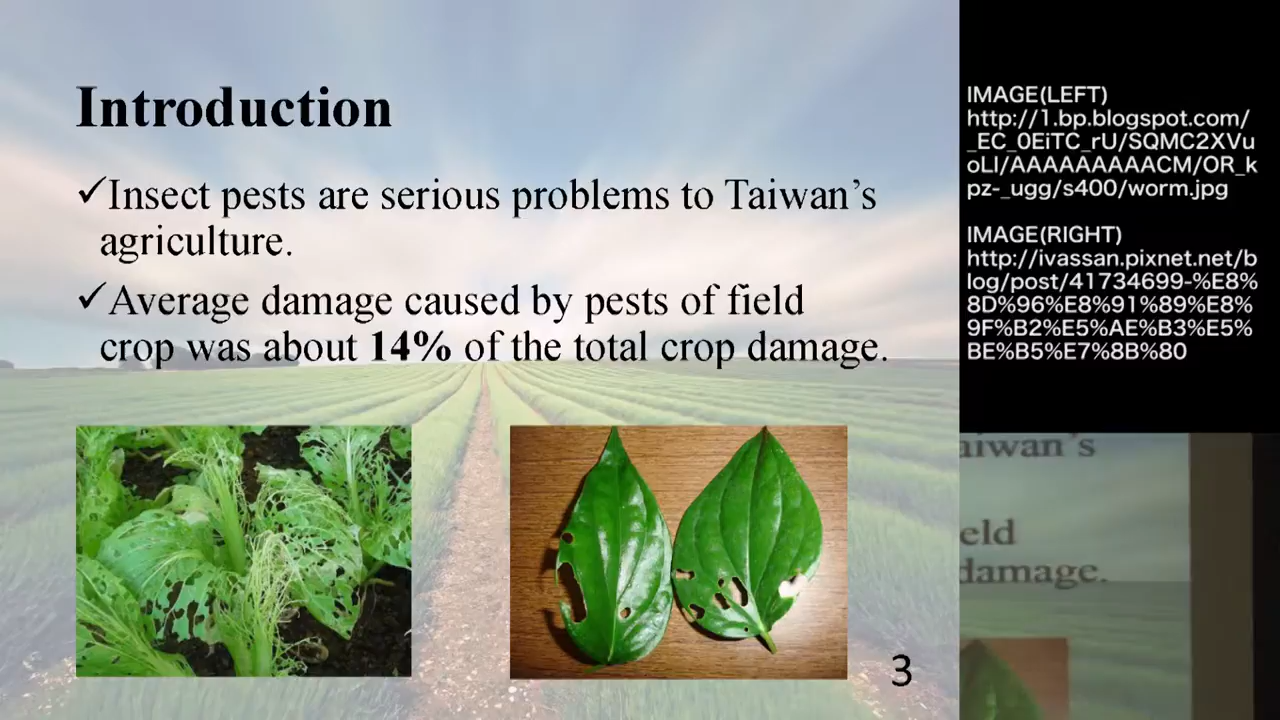 Introduction
✓Insect pests are serious problems to Taiwan’s
agriculture.
✓Average damage caused by pests of field
crop was about 14% of the total crop damage.
3
IMAGE(LEFT)
http://1.bp.blogspot.com/
_EC_0EiTC_rU/SQMC2XVu
oLI/AAAAAAAAACM/OR_k
pz-_ugg/s400/worm.jpg
IMAGE(RIGHT)
http://ivassan.pixnet.net/b
log/post/41734699-%E8%
8D%96%E8%91%89%E8%
9F%B2%E5%AE%B3%E5%
BE%B5%E7%8B%80
aiwan’s
eld
damage.